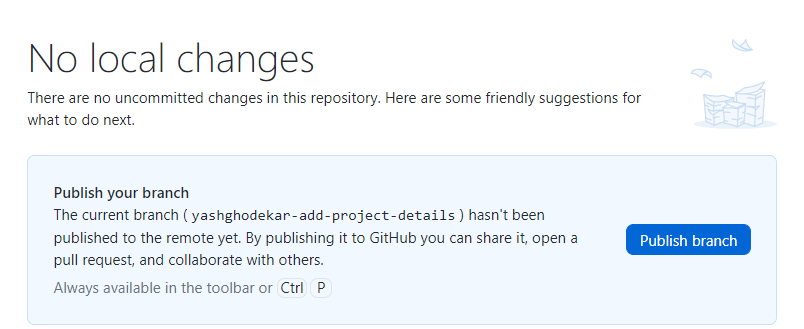 No local changes
There are no uncommitted changes in this repository. Here are some friendly suggestions for
what to do next.
Publish your branch
The current branch ( yashghodekar-add-project-details ) hasn't been
published to the remote yet. By publishing it to GitHub you can share it, open a
pull request, and collaborate with others.
Always available in the toolbar or Ctrl P
Publish branch